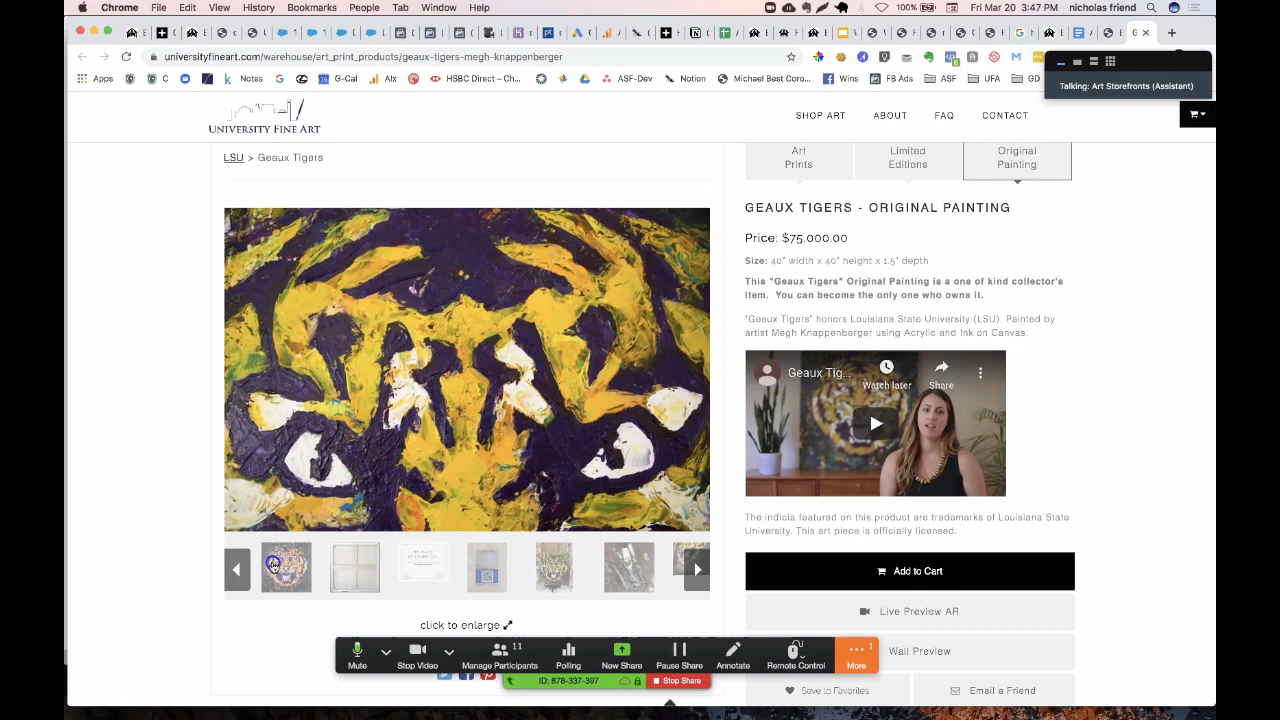 Chrome File Edit View History Bookmarks People Tab Window Help 100% Fri Mar 20 3:47 PM nicholas friend
universityfineart.com/warehouse/art_print_products/geaux-tigers-megh-knappenberger
Apps C C Notes G-Cal HSBC Direct – Ch... ASF-Dev Notion Michael Best Coro... Wins FB Ads ASF UFA GD
Talking: Art Storefronts (Assistant)
UNIVERSITY FINE ART
SHOP ART ABOUT FAQ CONTACT
LSU > Geaux Tigers
Art Prints
Limited Editions
Original Painting
GEAUX TIGERS - ORIGINAL PAINTING
Price: $75,000.00
Size: 40" width x 40" height x 1.5" depth
This "Geaux Tigers" Original Painting is a one of kind collector's
item. You can become the only one who owns it.
"Geaux Tigers" honors Louisiana State University (LSU). Painted by
artist Megh Knappenberger using Acrylic and Ink on Canvas.
Geaux Tig...
Watch later Share
The indicia featured on this product are trademarks of Louisiana State
University. This art piece is officially licensed.
Add to Cart
Live Preview AR
Wall Preview
Save to Favorites
Email a Friend
click to enlarge
11
1
Mute Stop Video Manage Participants Polling New Share Pause Share Annotate Remote Control More
ID: 878-337-397 Stop Share